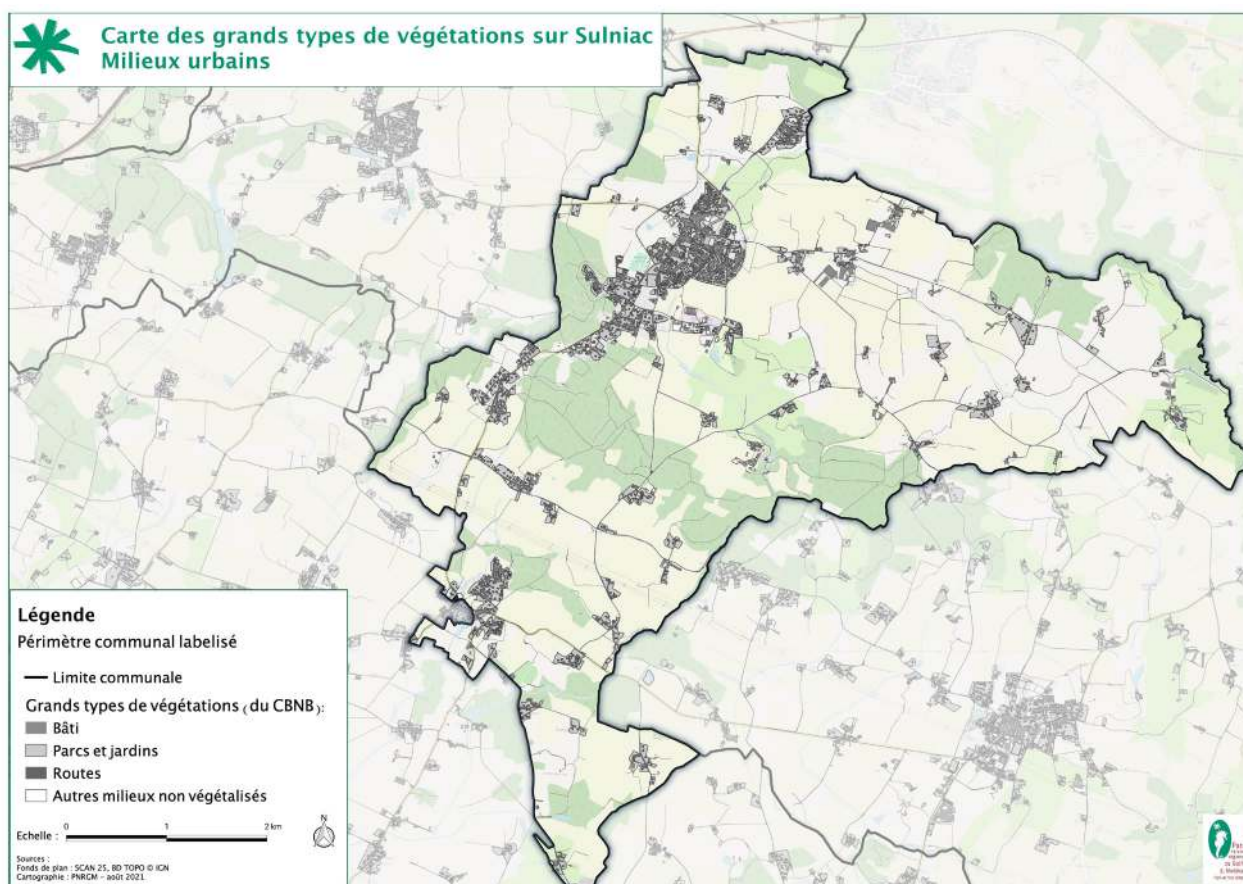 Carte des grands types de végétations sur Sulniac
Milieux urbains
Légende
Périmètre communal labelisé
Limite communale
Grands types de végétations (du CBNB):
Bâti
Parcs et jardins
Routes
Autres milieux non végétalisés
Echelle : 0 1 2 km
N
Sources :
Fonds de plan : SCAN 25, BD TOPO © IGN
Cartographie : PNRGM - août 2021